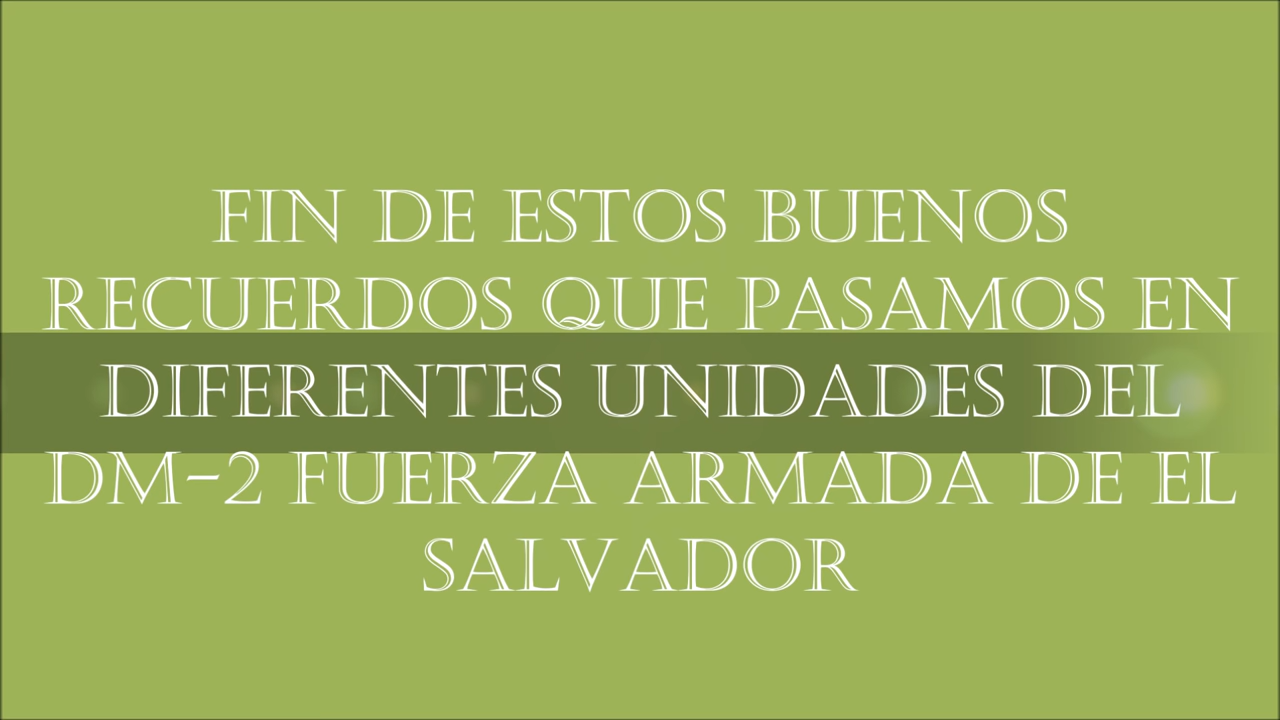 FIN DE ESTOS BUENOS
RECUERDOS QUE PASAMOS EN
DIFERENTES UNIDADES DEL
DM-2 FUERZA ARMADA DE EL
SALVADOR